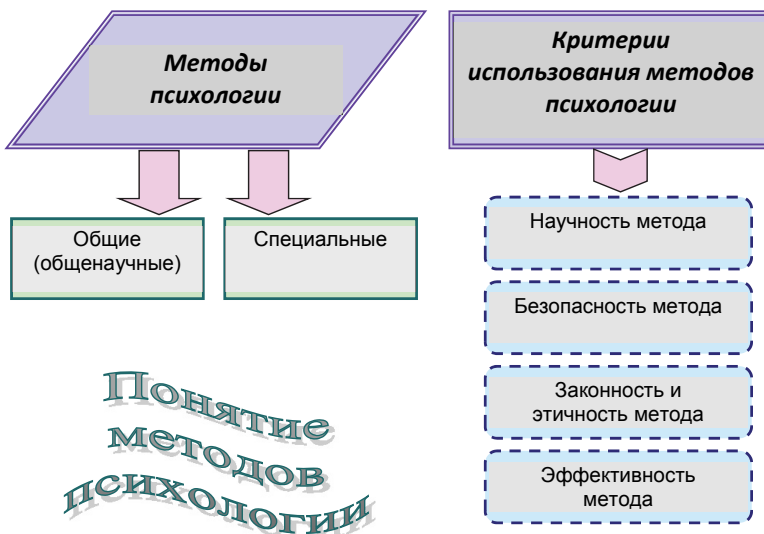 Методы
психологии
Общие
(общенаучные)
Специальные
Понятие
методов
психологии
Критерии
использования методов
психологии
Научность метода
Безопасность метода
Законность и
этичность метода
Эффективность
метода